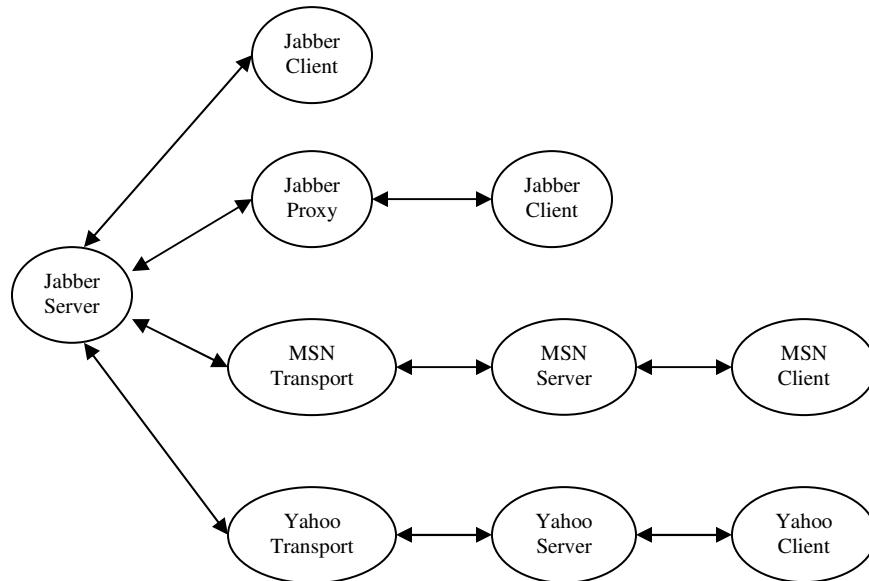 Jabber
Client
Jabber
Proxy
Jabber
Client
Jabber
Server
MSN
Transport
MSN
Server
MSN
Client
Yahoo
Transport
Yahoo
Server
Yahoo
Client